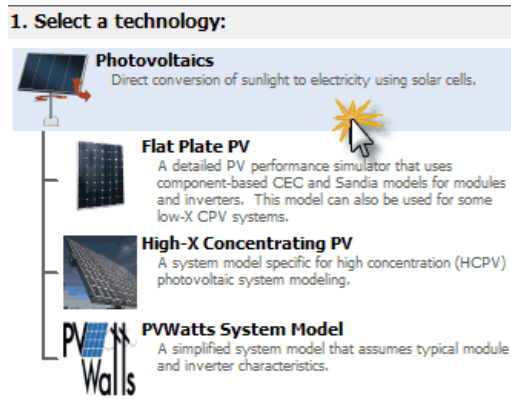 1. Select a technology:
Photovoltaics
Direct conversion of sunlight to electricity using solar cells.
Flat Plate PV
A detailed PV performance simulator that uses
component-based CEC and Sandia models for modules
and inverters. This model can also be used for some
low-X CPV systems.
High-X Concentrating PV
A system model specific for high concentration (HCPV)
photovoltaic system modeling.
PVWatts System Model
A simplified system model that assumes typical module
and inverter characteristics.
PV
Watts